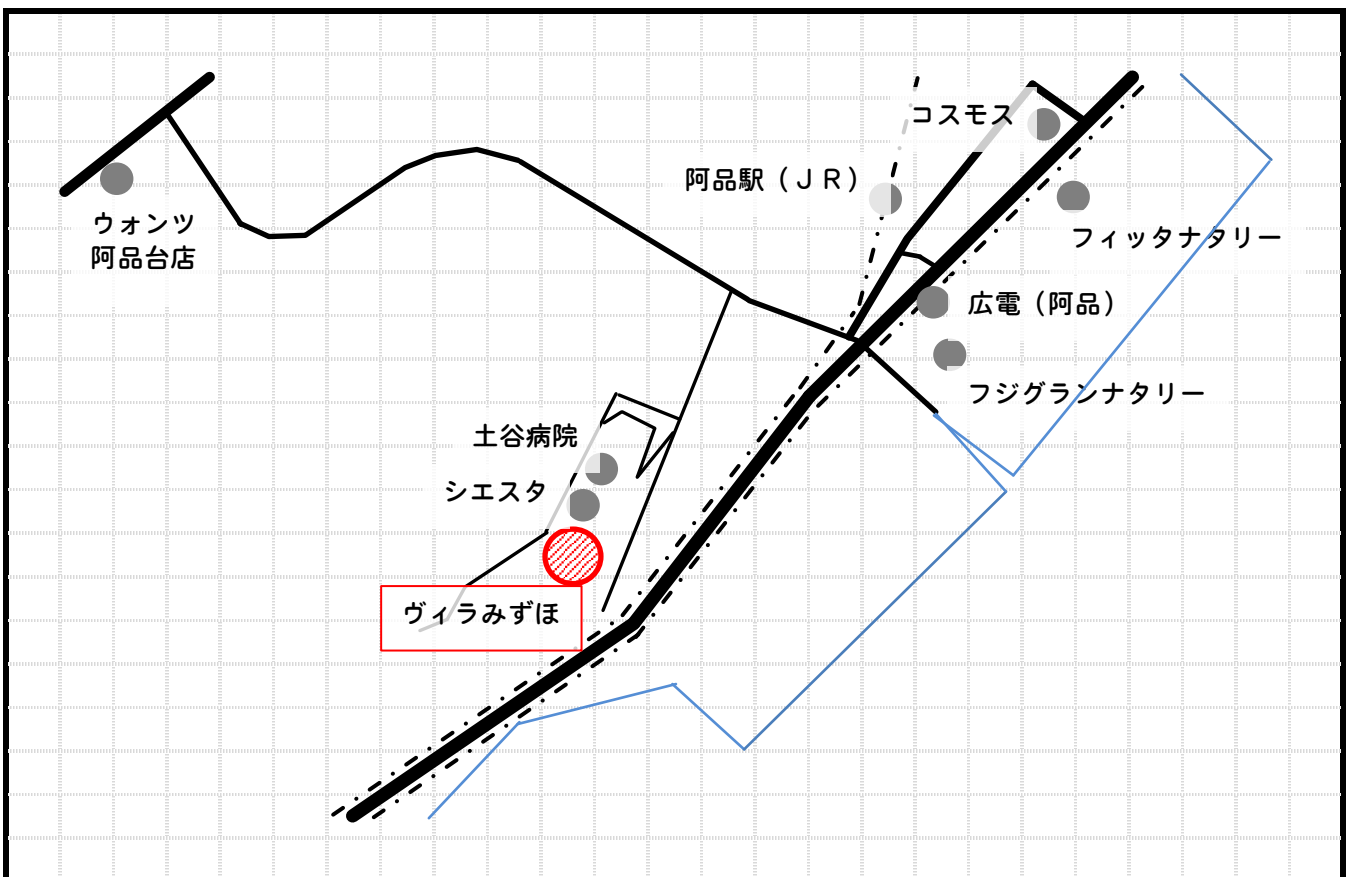 コスモス
阿品駅（ＪＲ）
ウォンツ
阿品台店
フィッタナタリー
広電（阿品）
フジグランナタリー
土谷病院
シエスタ
ヴィラみずほ